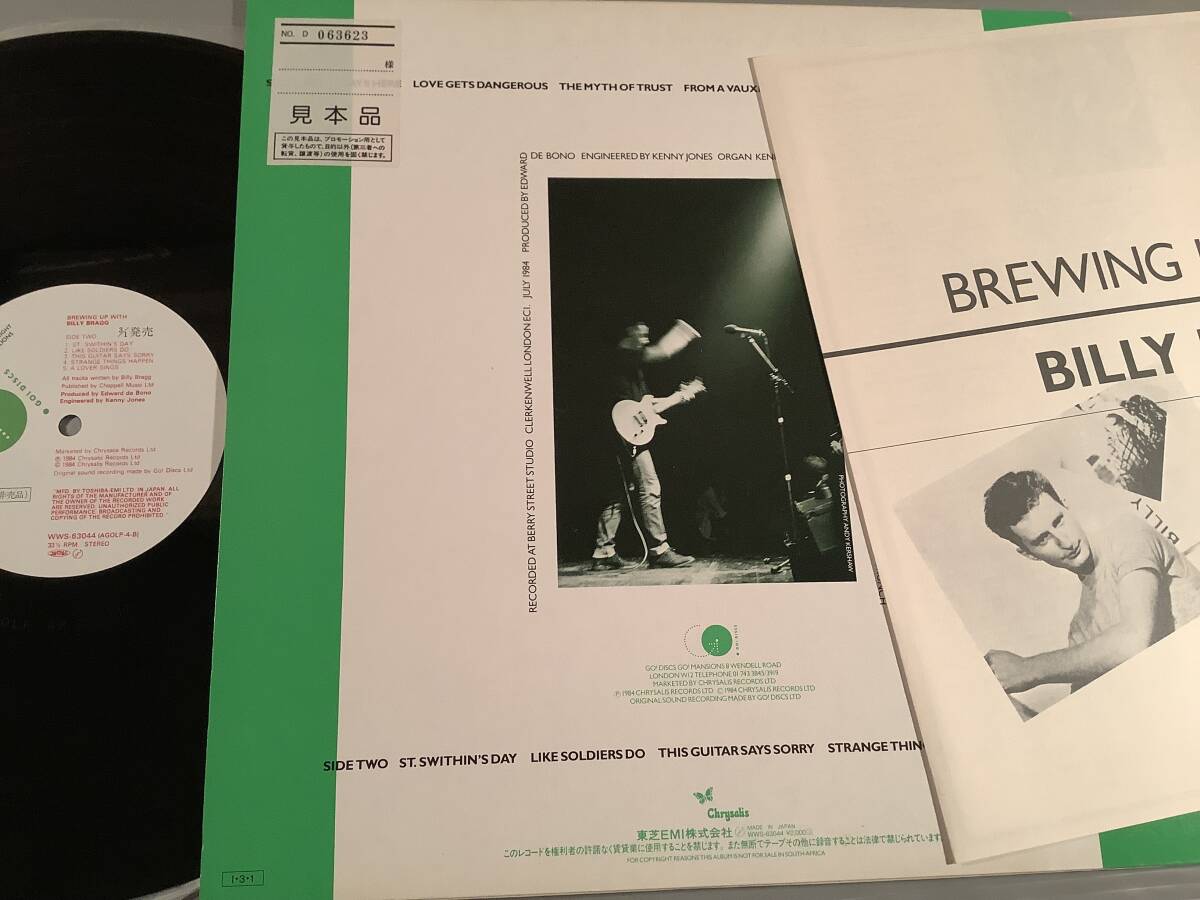 NO. D 063623
様
見本品
この見本品は、プロモーション用として
貸与したもので、目的以外(第三者への
転貸、譲渡等)の使用を固く禁じます。
LOVE GETS DANGEROUS THE MYTH OF TRUST FROM A VAUX
RECORDED AT BERRY STREET STUDIO CLERKENWELL LONDON EC1. JULY 1984 PRODUCED BY EDWARD
DE BONO ENGINEERED BY KENNY JONES ORGAN
PHOTOGRAPHY ANDY KERSHAW
GO! DISCS GO! MANSIONS 8 WENDELL ROAD
LONDON W12 TELEPHONE 01 743 3845/3919
MARKETED BY CHRYSALIS RECORDS LTD
Ⓟ 1984 CHRYSALIS RECORDS LTD © 1984 CHRYSALIS RECORDS LTD
ORIGINAL SOUND RECORDING MADE BY GO! DISCS LTD
SIDE TWO ST. SWITHIN'S DAY LIKE SOLDIERS DO THIS GUITAR SAYS SORRY STRANGE
Chrysalis
東芝EMI株式会社
MADE IN JAPAN
WWS-63044 ¥2,000
このレコードを権利者の許諾なく賃貸業に使用することを禁じます。また無断でテープその他に録音することは法律で禁じられています。
FOR COPYRIGHT REASONS THIS ALBUM IS NOT FOR SALE IN SOUTH AFRICA
1•3•1
BREWING
BILLY
BILLY
BREWING UP WITH
BILLY BRAGG
発売
SIDE TWO
1. ST. SWITHIN'S DAY
2. LIKE SOLDIERS DO
3. THIS GUITAR SAYS SORRY
4. STRANGE THINGS HAPPEN
5. A LOVER SINGS
All tracks written by Billy Bragg
Published by Chappell Music Ltd
Produced by Edward de Bono
Engineered by Kenny Jones
GO! DISCS
Marketed by Chrysalis Records Ltd
Ⓟ 1984 Chrysalis Records Ltd
© 1984 Chrysalis Records Ltd
Original sound recording made by Go! Discs Ltd
非売品)
"MFD. BY TOSHIBA-EMI LTD. IN JAPAN. ALL
RIGHTS OF THE MANUFACTURER AND OF
THE OWNER OF THE RECORDED WORK
ARE RESERVED. UNAUTHORIZED PUBLIC
PERFORMANCE, BROADCASTING AND
COPYING OF THE RECORD PROHIBITED."
WWS-63044 (AGOLP-4-B)
33⅓ RPM STEREO